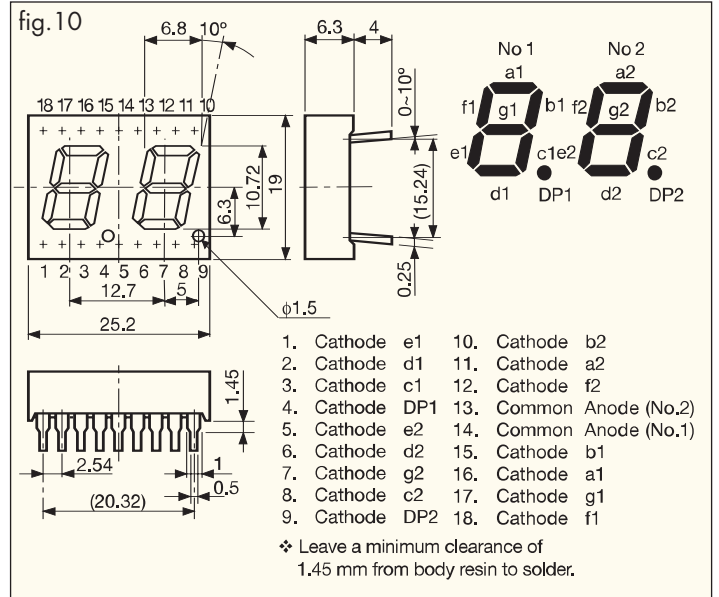 fig.10
6.8 10°
6.3 4
No 1 No 2
a1 a2
f1 b1 f2 b2
g1 g2
0~10°
18 17 16 15 14 13 12 11 10
e1 c1 e2 c2
d1 DP1 d2 DP2
10.72
19
6.3
(15.24)
0.25
1 2 3 4 5 6 7 8 9
12.7 5
ϕ1.5
25.2
1. Cathode e1 10. Cathode b2
2. Cathode d1 11. Cathode a2
3. Cathode c1 12. Cathode f2
4. Cathode DP1 13. Common Anode (No.2)
5. Cathode e2 14. Common Anode (No.1)
6. Cathode d2 15. Cathode b1
7. Cathode g2 16. Cathode a1
8. Cathode c2 17. Cathode g1
9. Cathode DP2 18. Cathode f1
1.45
2.54 1
0.5
(20.32)
❖ Leave a minimum clearance of
1.45 mm from body resin to solder.